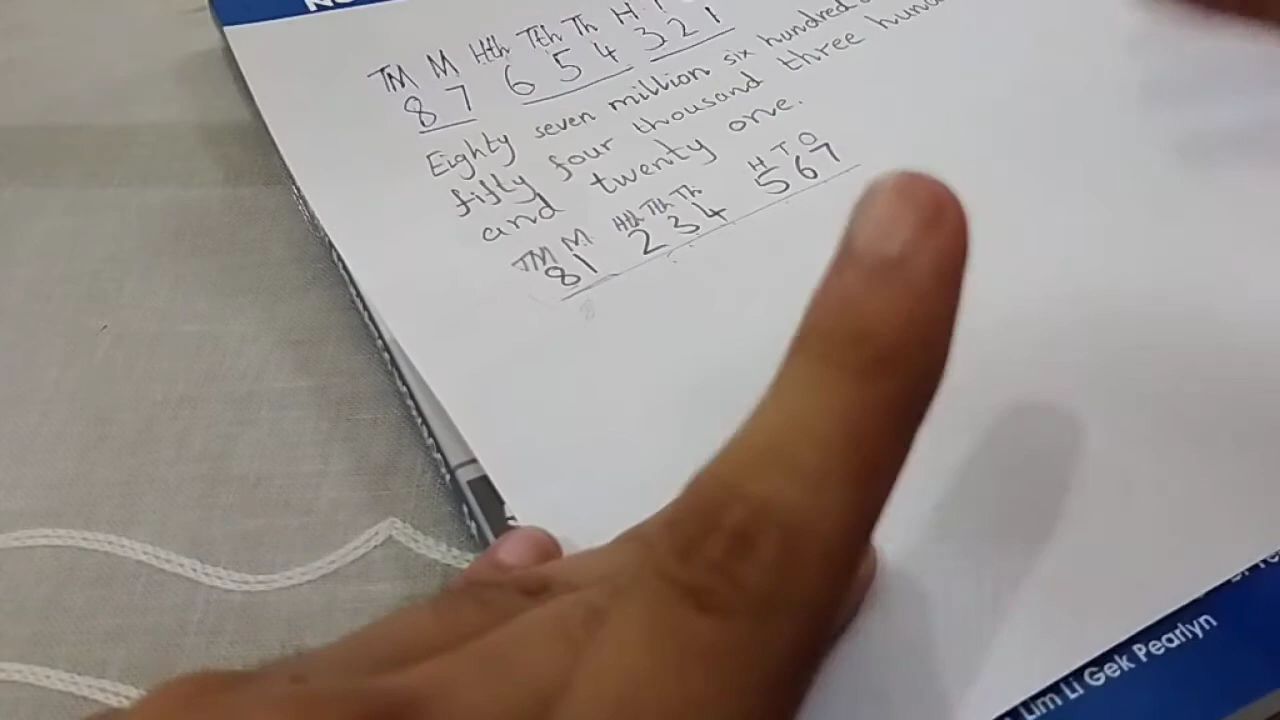 TM M Hth Tth Th H T
8 7 6 5 4 3 2 1
Eighty seven million six hundred
fifty four thousand three
and twenty one.
TM M Hth Tth Th H T O
81 234 567
Lim Li Gek Pearlyn